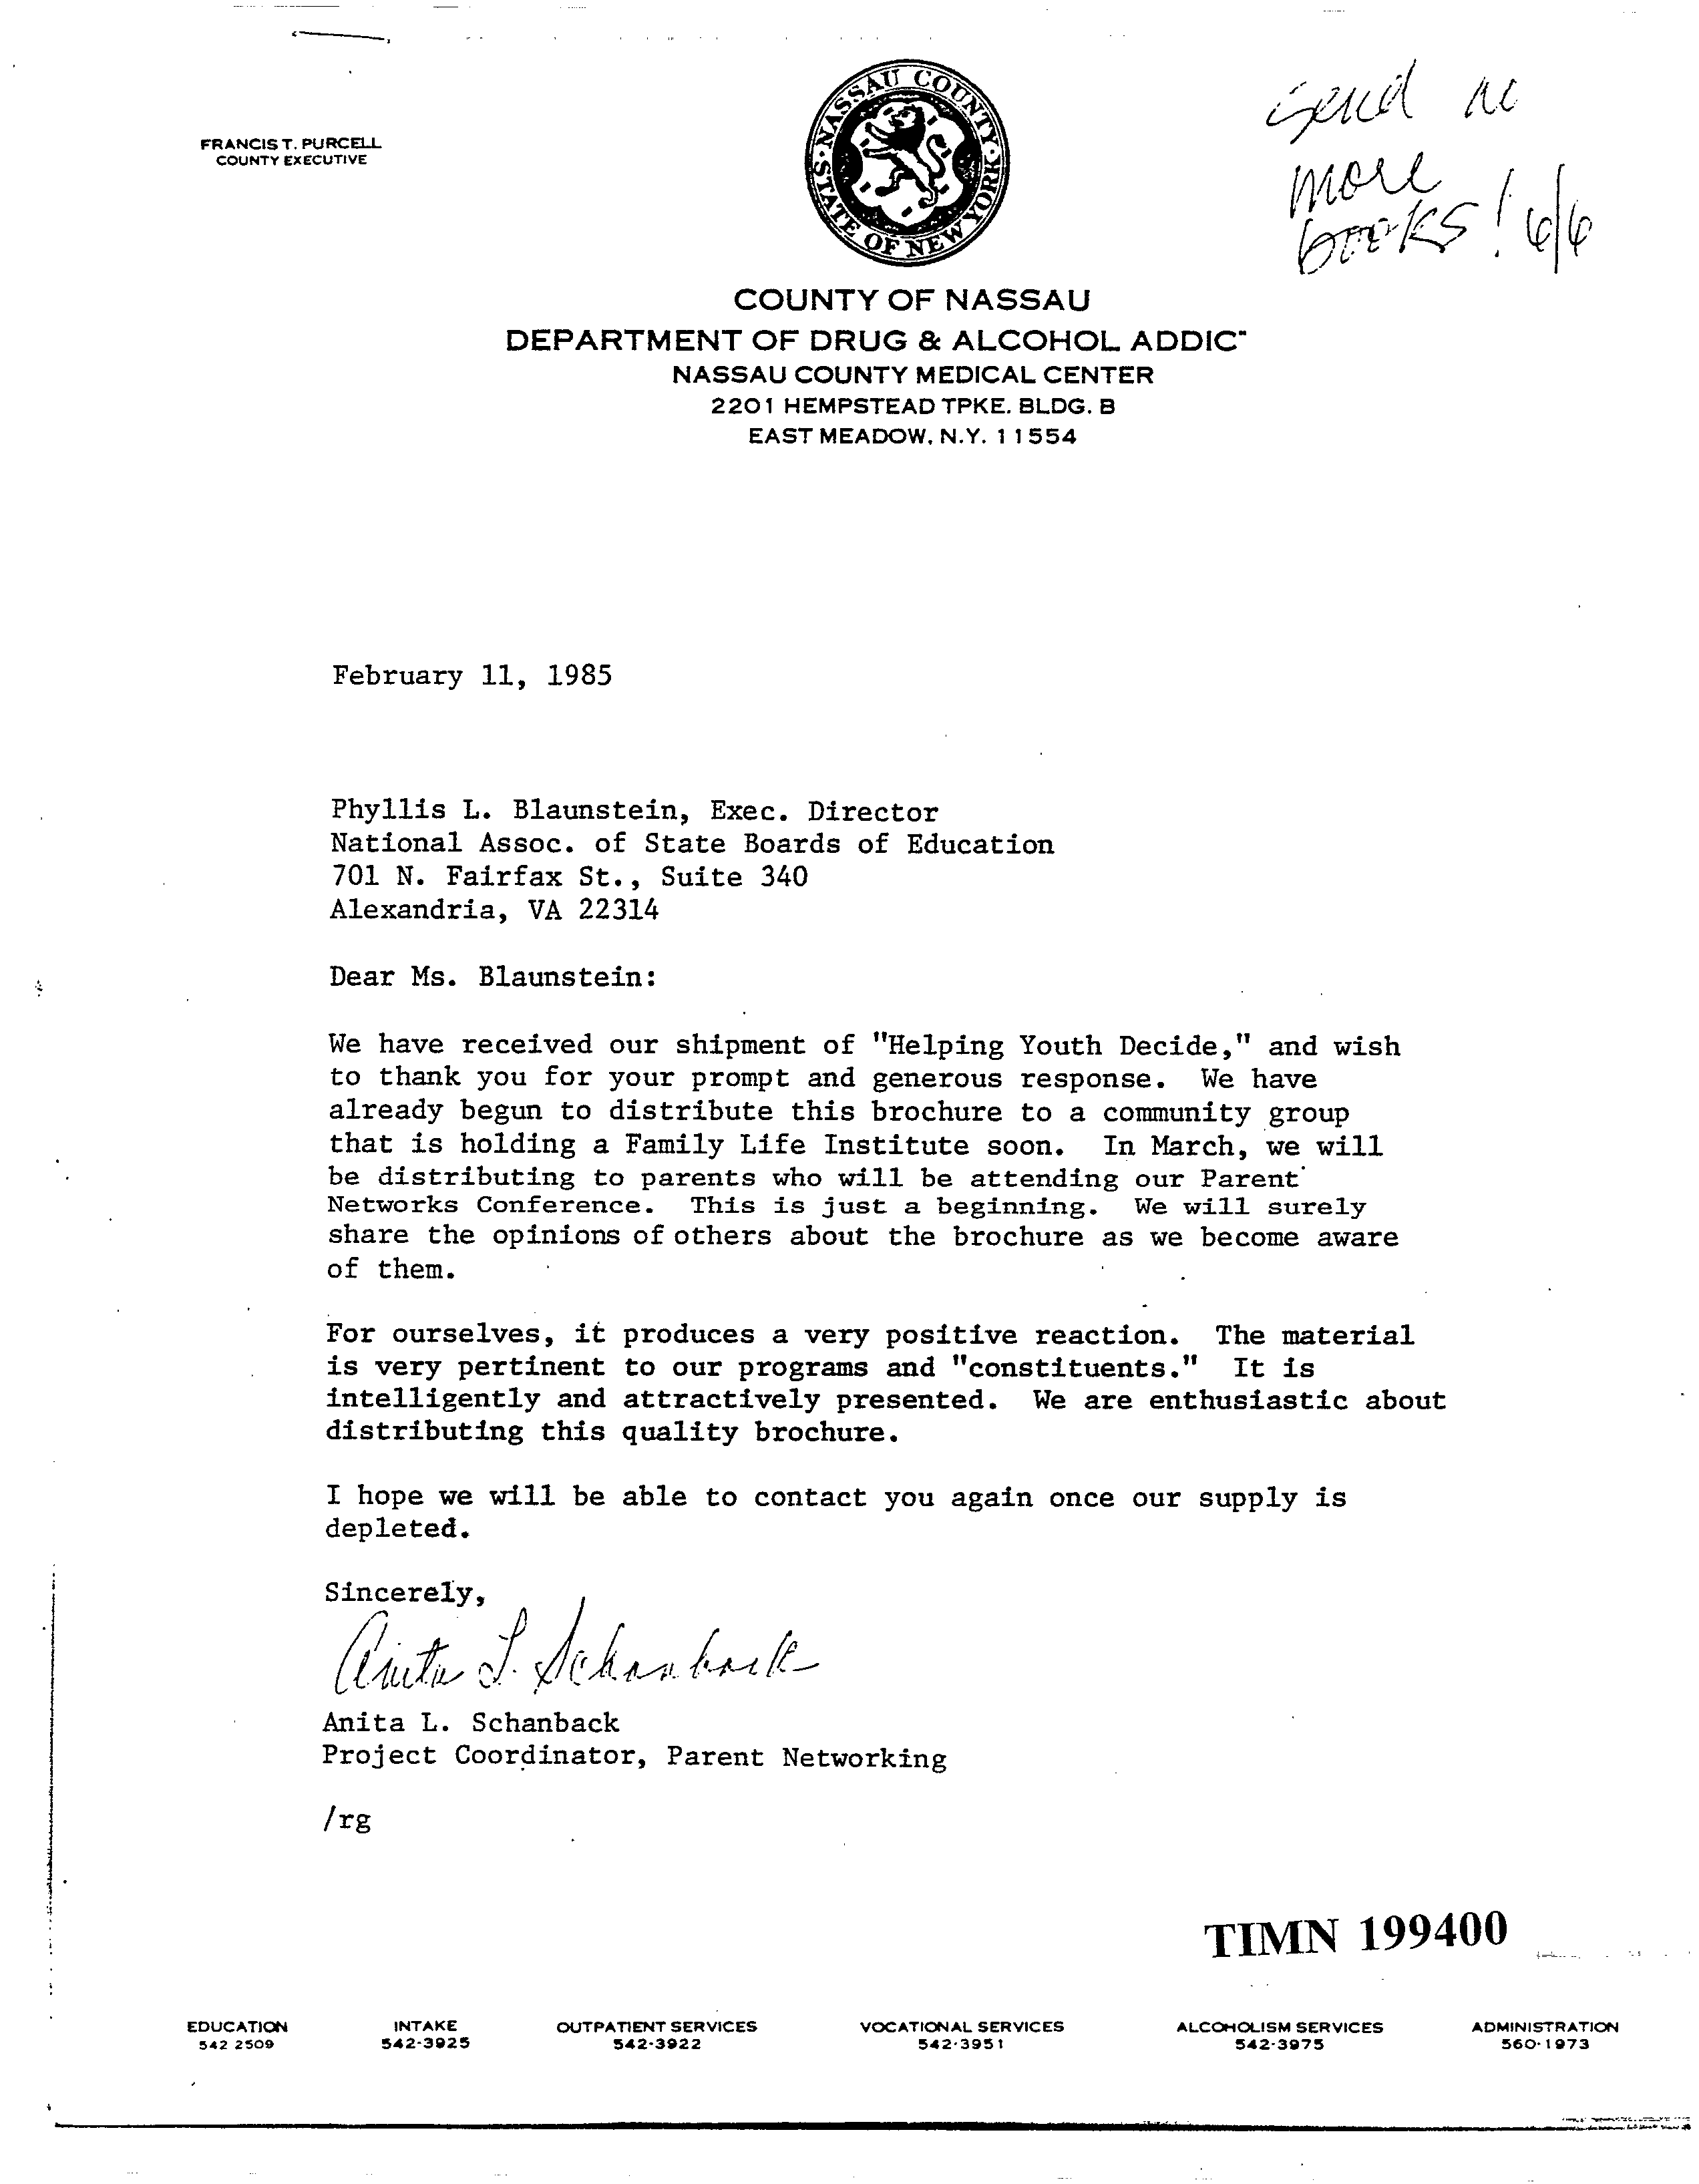 FRANCIS T. PURCELL
COUNTY EXECUTIVE
NASSAU COUNTY
STATE OF NEW YORK
send no
more
books! 6/6
COUNTY OF NASSAU
DEPARTMENT OF DRUG & ALCOHOL ADDIC
NASSAU COUNTY MEDICAL CENTER
2201 HEMPSTEAD TPKE. BLDG. B
EAST MEADOW, N.Y. 11554
February 11, 1985
Phyllis L. Blaunstein, Exec. Director
National Assoc. of State Boards of Education
701 N. Fairfax St., Suite 340
Alexandria, VA 22314
Dear Ms. Blaunstein:
We have received our shipment of "Helping Youth Decide," and wish
to thank you for your prompt and generous response. We have
already begun to distribute this brochure to a community group
that is holding a Family Life Institute soon. In March, we will
be distributing to parents who will be attending our Parent
Networks Conference. This is just a beginning. We will surely
share the opinions of others about the brochure as we become aware
of them.
For ourselves, it produces a very positive reaction. The material
is very pertinent to our programs and "constituents." It is
intelligently and attractively presented. We are enthusiastic about
distributing this quality brochure.
I hope we will be able to contact you again once our supply is
depleted.
Sincerely,
Anita L. Schanback
Anita L. Schanback
Project Coordinator, Parent Networking
/rg
TIMN 199400
EDUCATION INTAKE OUTPATIENT SERVICES VOCATIONAL SERVICES ALCOHOLISM SERVICES ADMINISTRATION
542 2509 542-3925 542-3922 542-3951 542-3975 560-1973